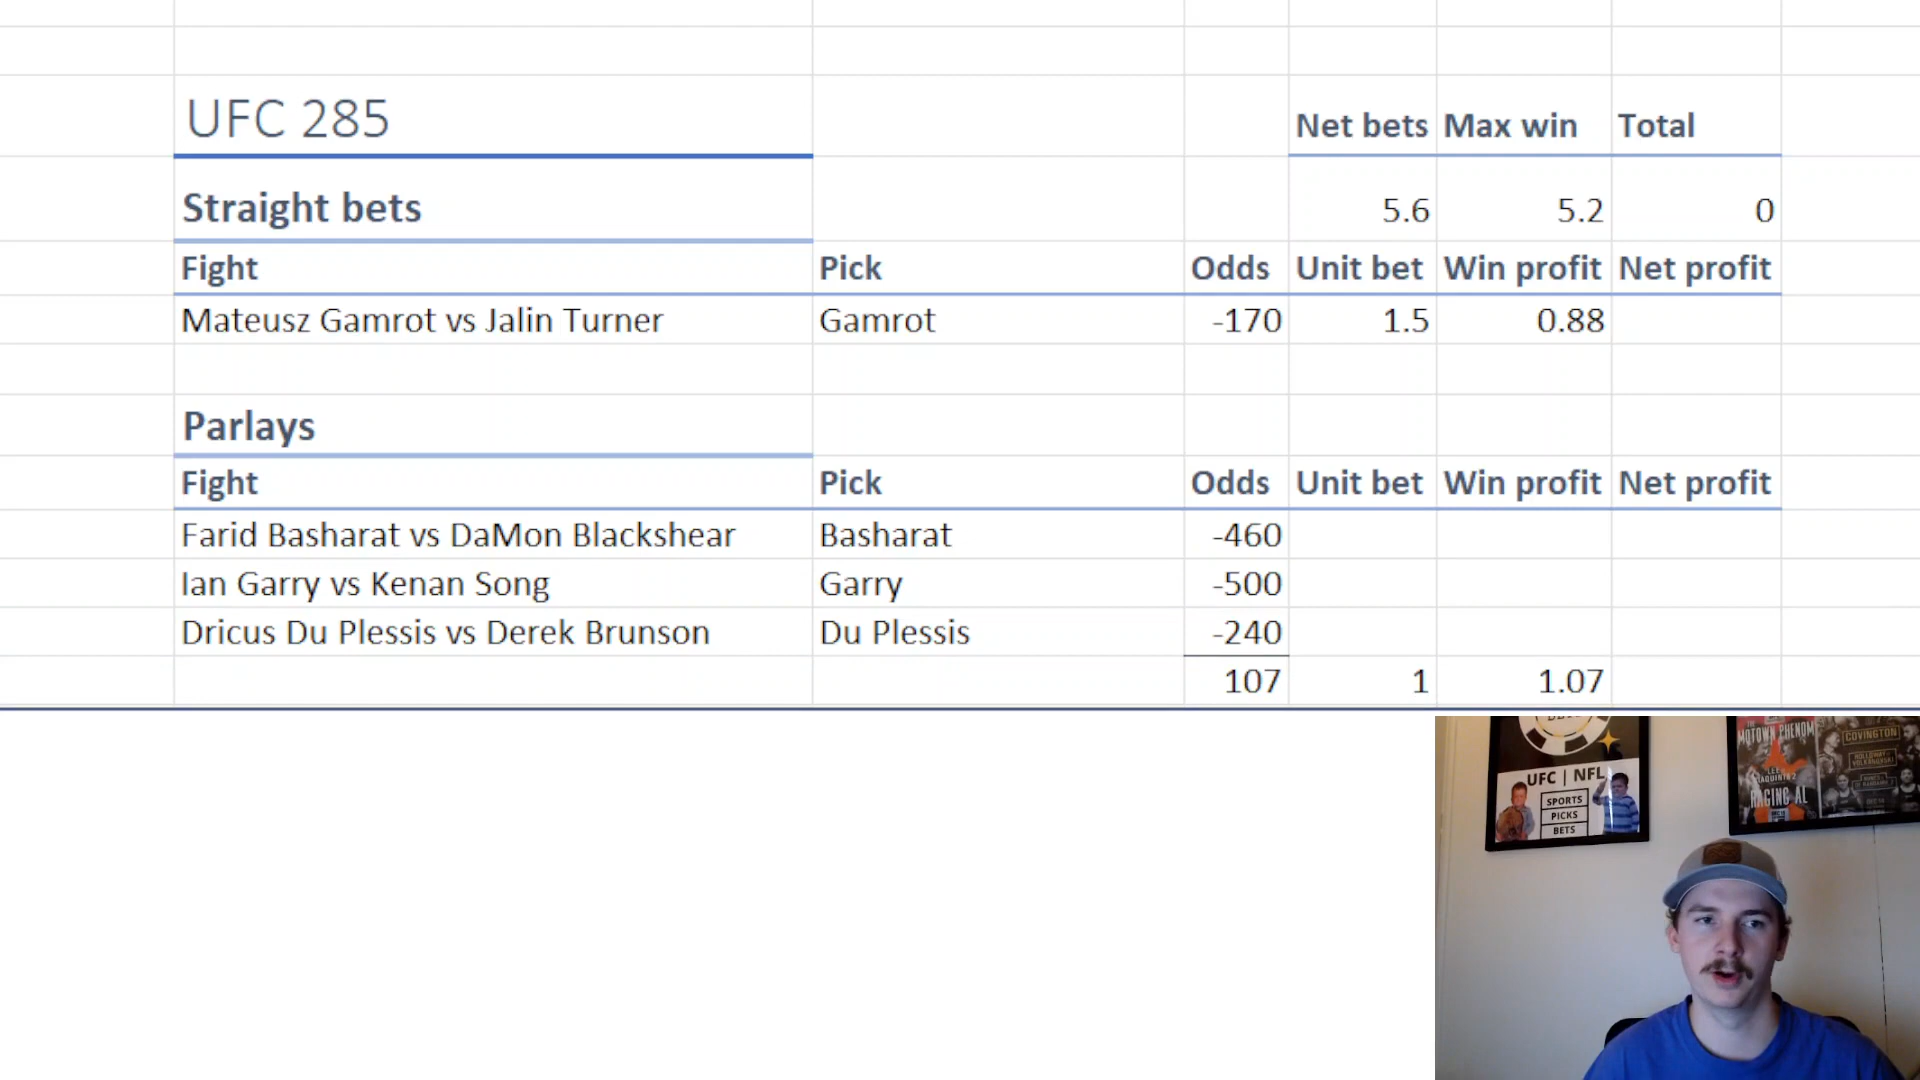 UFC 285
Net bets Max win Total
Straight bets 5.6 5.2 0
Fight Pick Odds Unit bet Win profit Net profit
Mateusz Gamrot vs Jalin Turner Gamrot -170 1.5 0.88
Parlays
Fight Pick Odds Unit bet Win profit Net profit
Farid Basharat vs DaMon Blackshear Basharat -460
Ian Garry vs Kenan Song Garry -500
Dricus Du Plessis vs Derek Brunson Du Plessis -240
107 1 1.07
UFC | NFL
SPORTS
PICKS
BETS
MOTOWN PHENOM
RAGING AL
COVINGTON
HOLLOWAY
VOLKANOVSKI